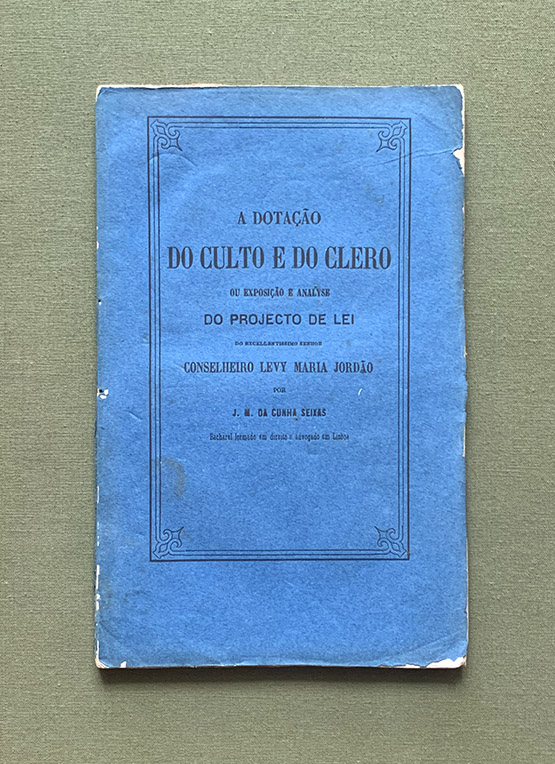 A DOTAÇÃO
DO CULTO E DO CLERO
OU EXPOSIÇÃO E ANALYSE
DO PROJECTO DE LEI
DO EXCELLENTISSIMO SENHOR
CONSELHEIRO LEVY MARIA JORDÃO
POR
J. M. DA CUNHA SEIXAS
Bacharel formado em direito e advogado em Lisboa